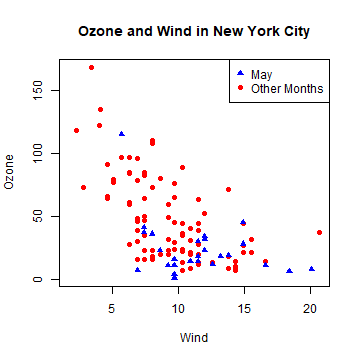 Ozone and Wind in New York City
May
Other Months
Ozone
150
100
50
0
5 10 15 20
Wind